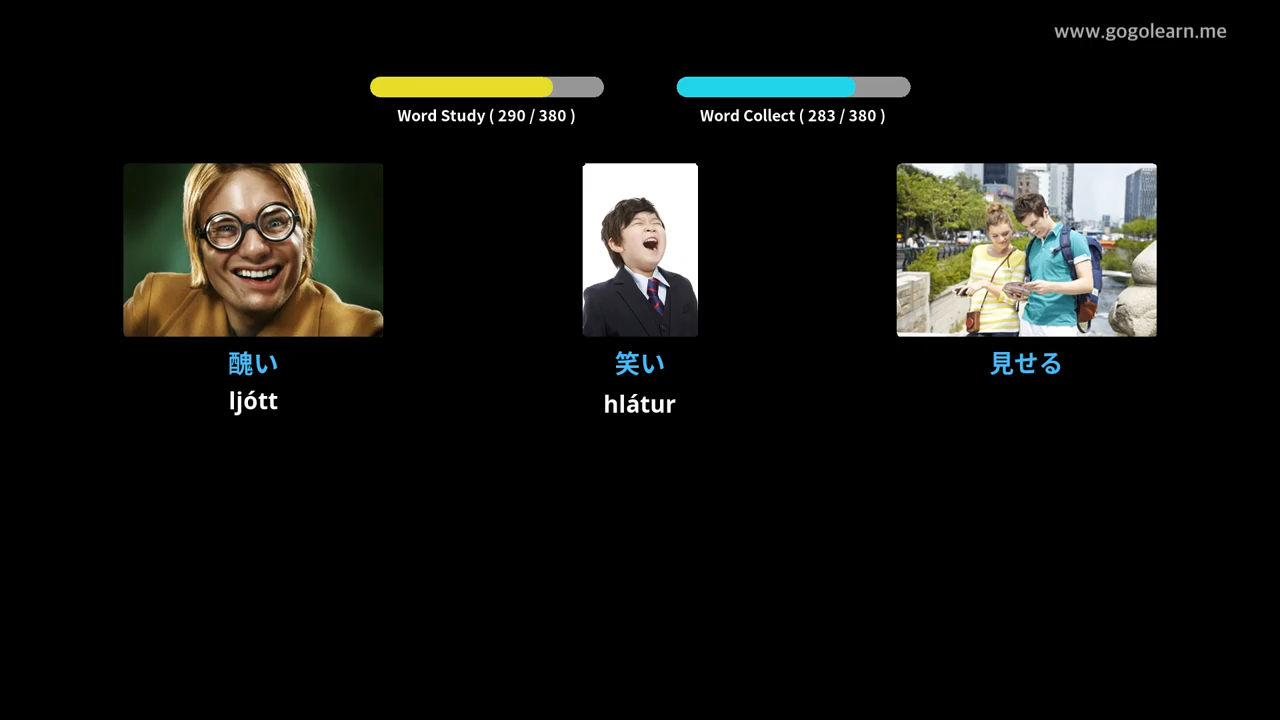 www.gogolearn.me
Word Study ( 290 / 380 )
Word Collect ( 283 / 380 )
醜い
ljótt
笑い
hlátur
見せる